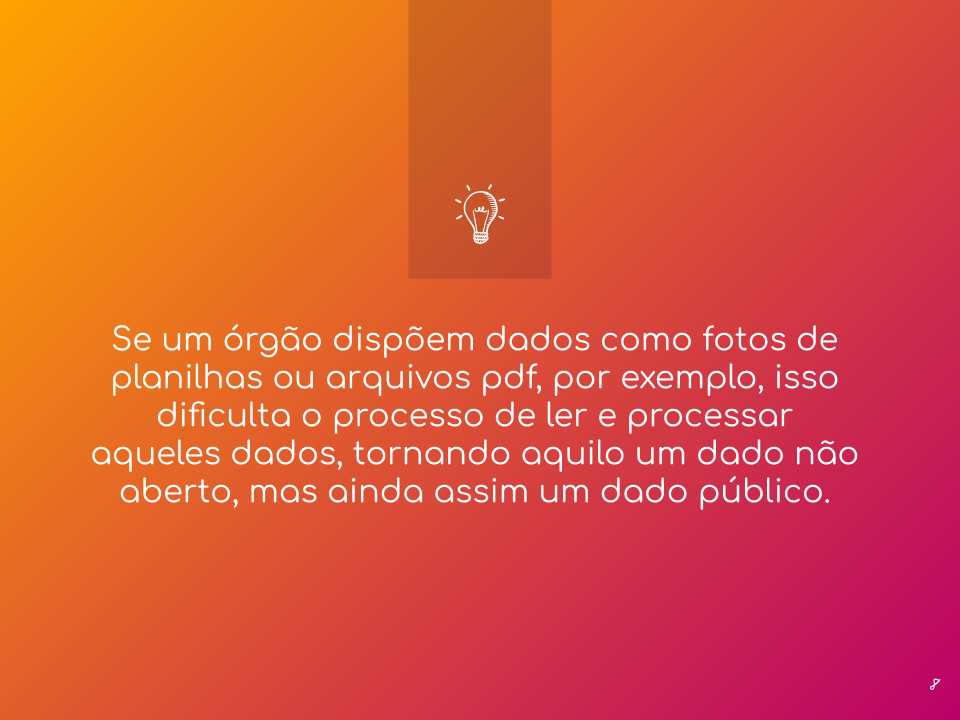 Se um órgão dispõem dados como fotos de
planilhas ou arquivos pdf, por exemplo, isso
dificulta o processo de ler e processar
aqueles dados, tornando aquilo um dado não
aberto, mas ainda assim um dado público.
8